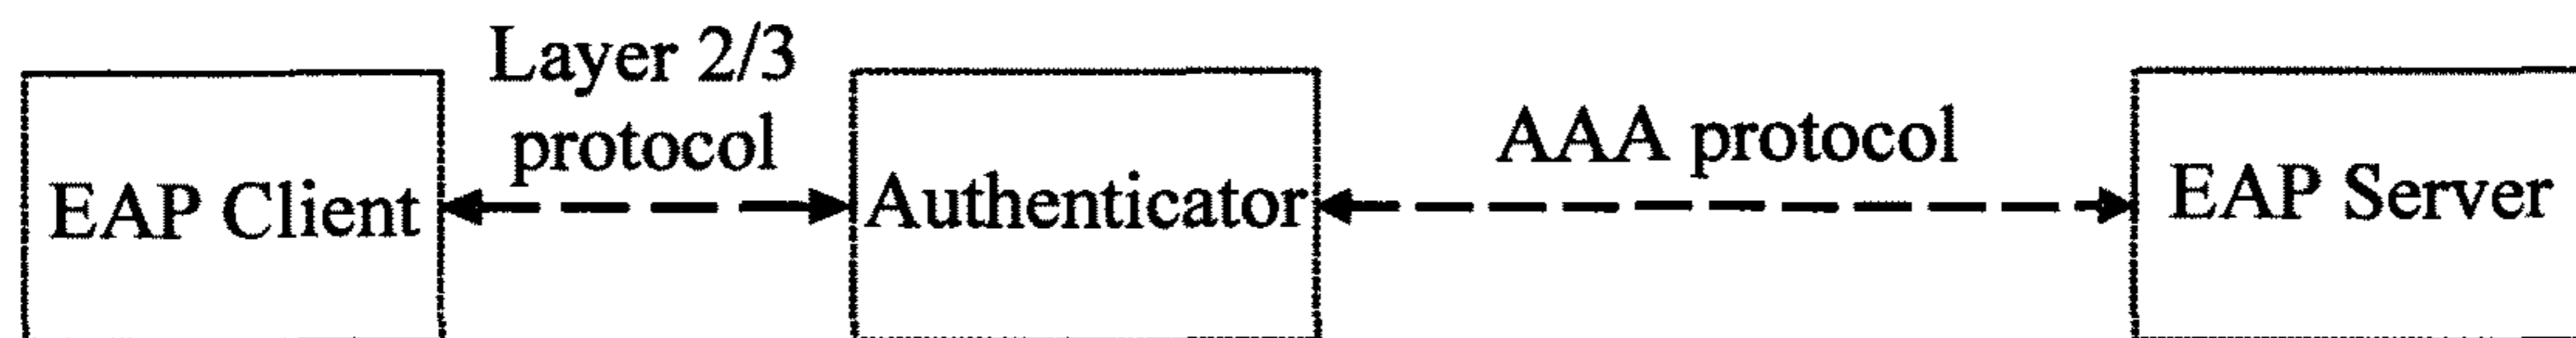 Layer 2/3
protocol
AAA protocol
EAP Client
Authenticator
EAP Server